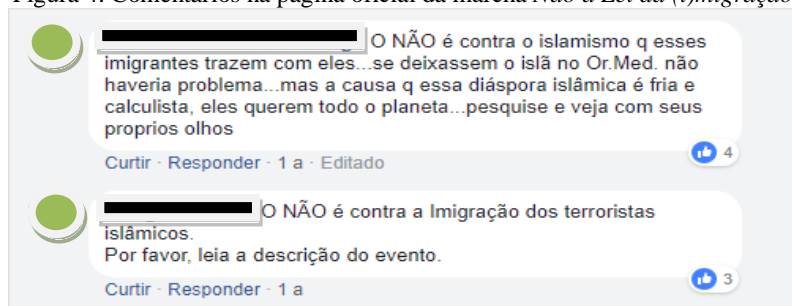 Figura 4: Comentários na página oficial da marcha Não à Lei da (i)migração
O NÃO é contra o islamismo q esses
imigrantes trazem com eles...se deixassem o islã no Or.Med. não
haveria problema...mas a causa q essa diáspora islâmica é fria e
calculista, eles querem todo o planeta...pesquise e veja com seus
proprios olhos
4
Curtir · Responder · 1 a · Editado
O NÃO é contra a Imigração dos terroristas
islâmicos.
Por favor, leia a descrição do evento.
3
Curtir · Responder · 1 a